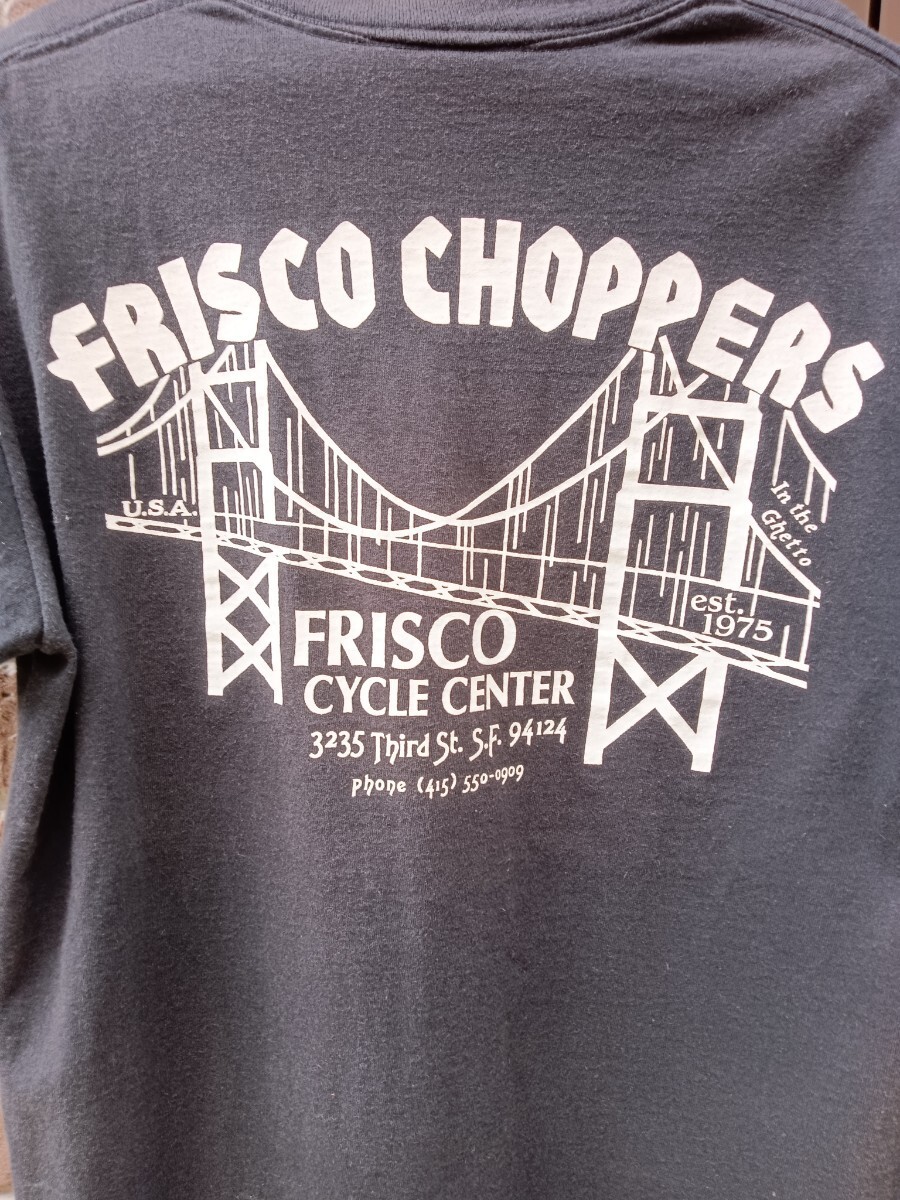 FRISCO CHOPPERS
U.S.A.
In the
Ghetto
est.
1975
FRISCO
CYCLE CENTER
3235 Third St. S.F. 94124
phone (415) 550-0909